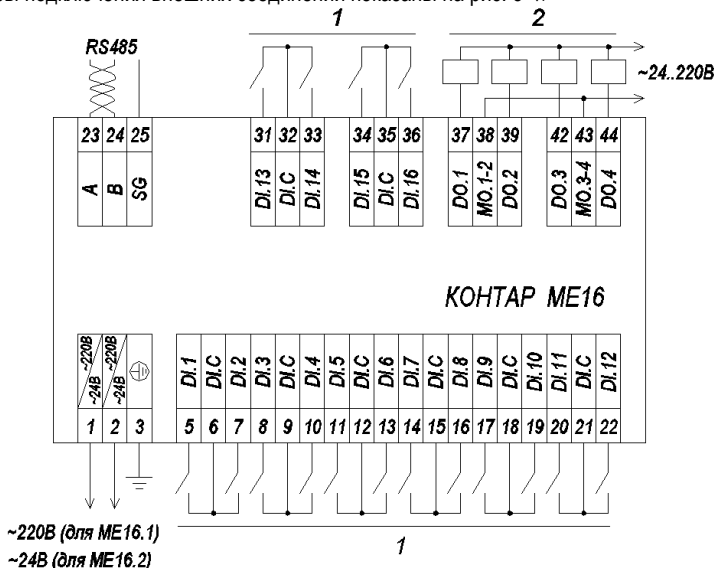 1
2
RS485
~24..220В
23 24 25
31 32 33
34 35 36
37 38 39
42 43 44
A
B
SG
DI.13
DI.C
DI.14
DI.15
DI.C
DI.16
DO.1
MO.1-2
DO.2
DO.3
MO.3-4
DO.4
КОНТАР МЕ16
~220В
~24В
~220В
~24В
DI.1
DI.C
DI.2
DI.3
DI.C
DI.4
DI.5
DI.C
DI.6
DI.7
DI.C
DI.8
DI.9
DI.C
DI.10
DI.11
DI.C
DI.12
1 2 3
5 6 7 8 9 10 11 12 13 14 15 16 17 18 19 20 21 22
~220В (для МЕ16.1)
~24В (для МЕ16.2)
1